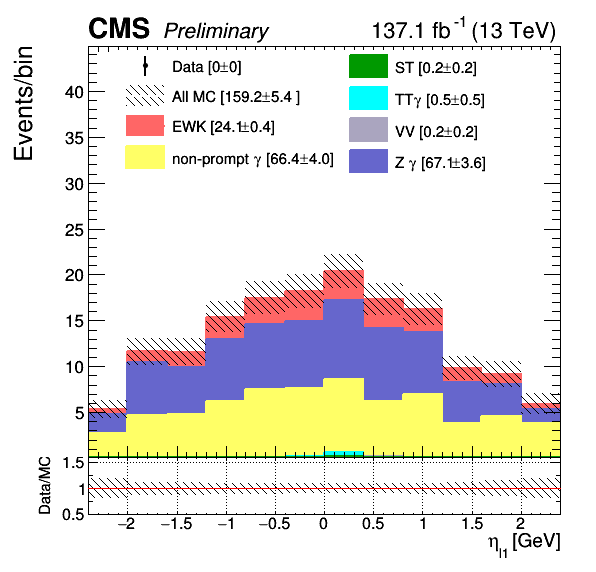 CMS Preliminary 137.1 fb⁻¹ (13 TeV)
Events/bin
Data [0±0]
All MC [159.2±5.4 ]
EWK [24.1±0.4]
non-prompt γ [66.4±4.0]
ST [0.2±0.2]
TTγ [0.5±0.5]
VV [0.2±0.2]
Z γ [67.1±3.6]
40
35
30
25
20
15
10
5
Data/MC
1.5
1
0.5
−2 −1.5 −1 −0.5 0 0.5 1 1.5 2
η_l1 [GeV]